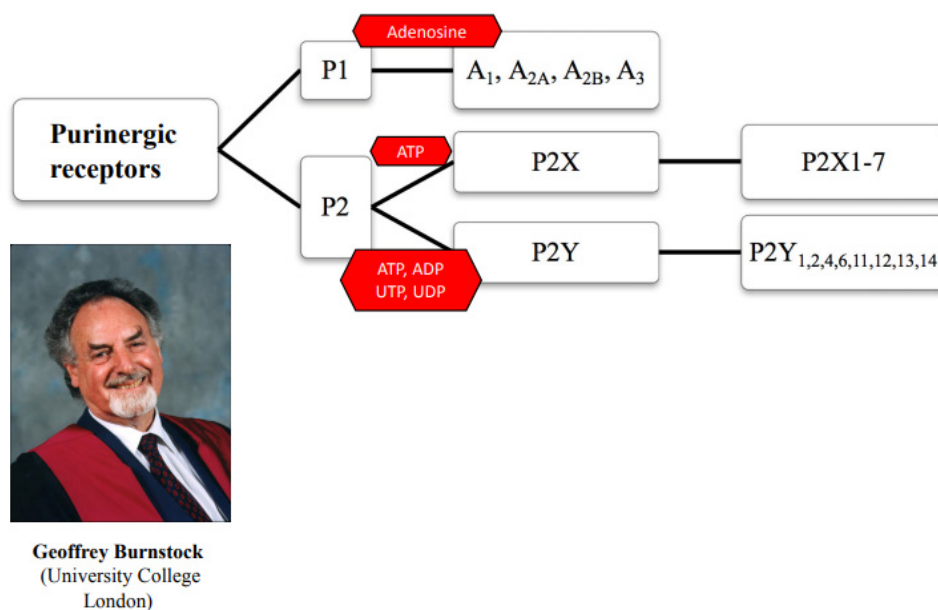 Adenosine
P1
A₁, A₂A, A₂B, A₃
Purinergic
receptors
ATP
P2X
P2X1-7
P2
P2Y
P2Y₁,₂,₄,₆,₁₁,₁₂,₁₃,₁₄
ATP, ADP
UTP, UDP
Geoffrey Burnstock
(University College
London)